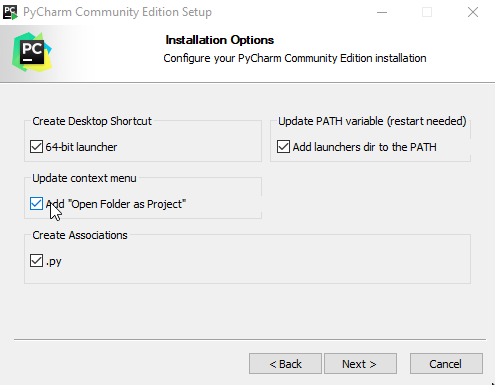 PC
PyCharm Community Edition Setup
PC
Installation Options
Configure your PyCharm Community Edition installation
Create Desktop Shortcut
64-bit launcher
Update PATH variable (restart needed)
Add launchers dir to the PATH
Update context menu
Add "Open Folder as Project"
Create Associations
.py
< Back
Next >
Cancel